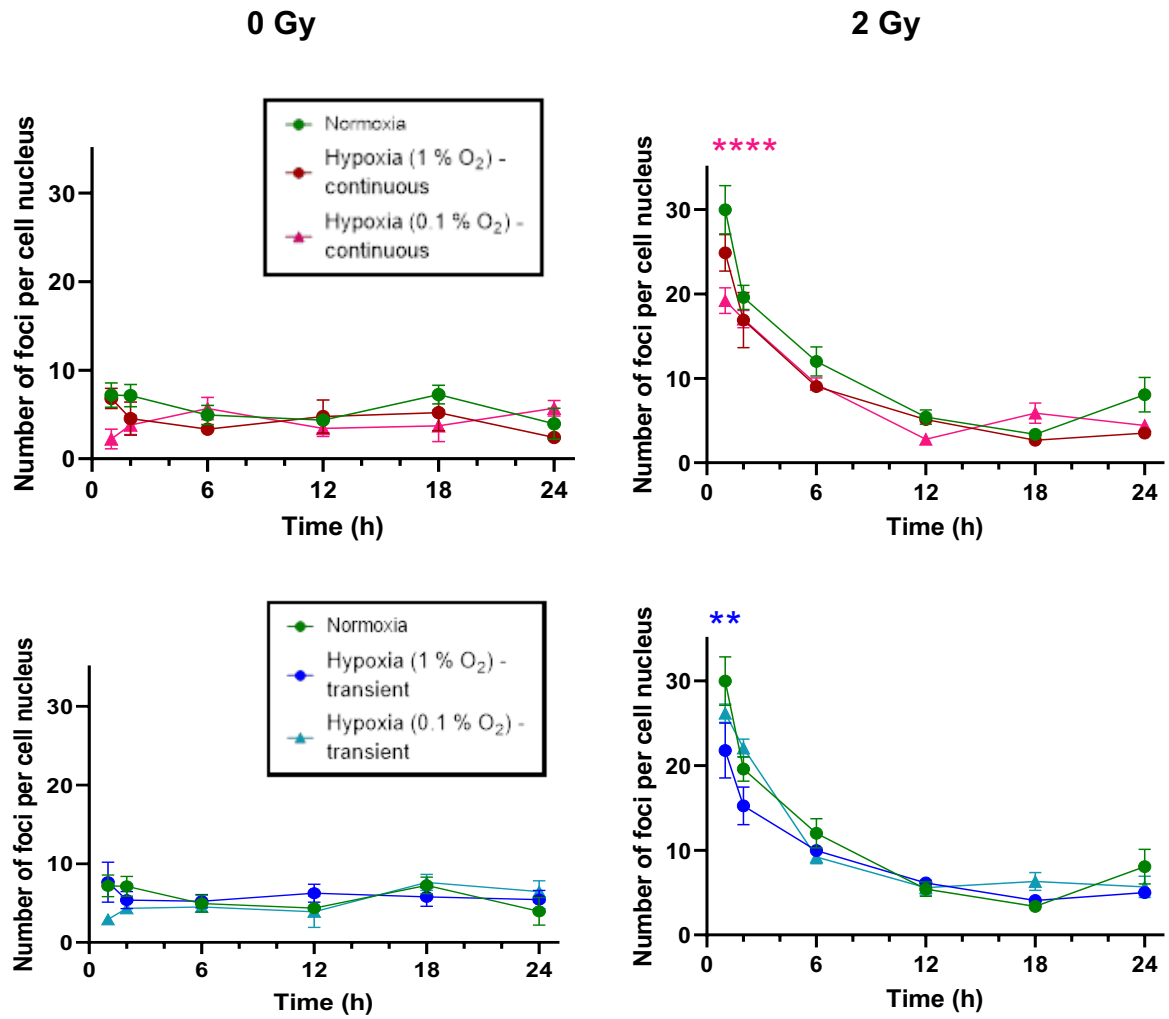 0 Gy
2 Gy
Number of foci per cell nucleus
30
20
10
0
0 6 12 18 24
Time (h)
Normoxia
Hypoxia (1 % O₂) -
continuous
Hypoxia (0.1 % O₂) -
continuous
****
Number of foci per cell nucleus
30
20
10
0
0 6 12 18 24
Time (h)
Number of foci per cell nucleus
30
20
10
0
0 6 12 18 24
Time (h)
Normoxia
Hypoxia (1 % O₂) -
transient
Hypoxia (0.1 % O₂) -
transient
**
Number of foci per cell nucleus
30
20
10
0
0 6 12 18 24
Time (h)